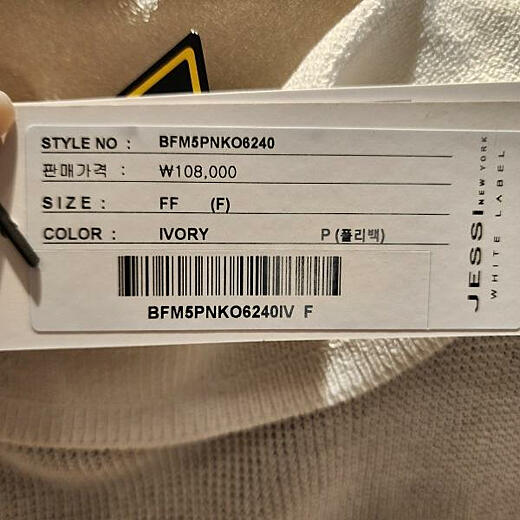 STYLE NO : BFM5PNKO6240
판매가격 : ₩108,000
SIZE : FF (F)
COLOR : IVORY P (폴리백)
BFM5PNKO6240IV F
JESSI NEW YORK
WHITE LABEL